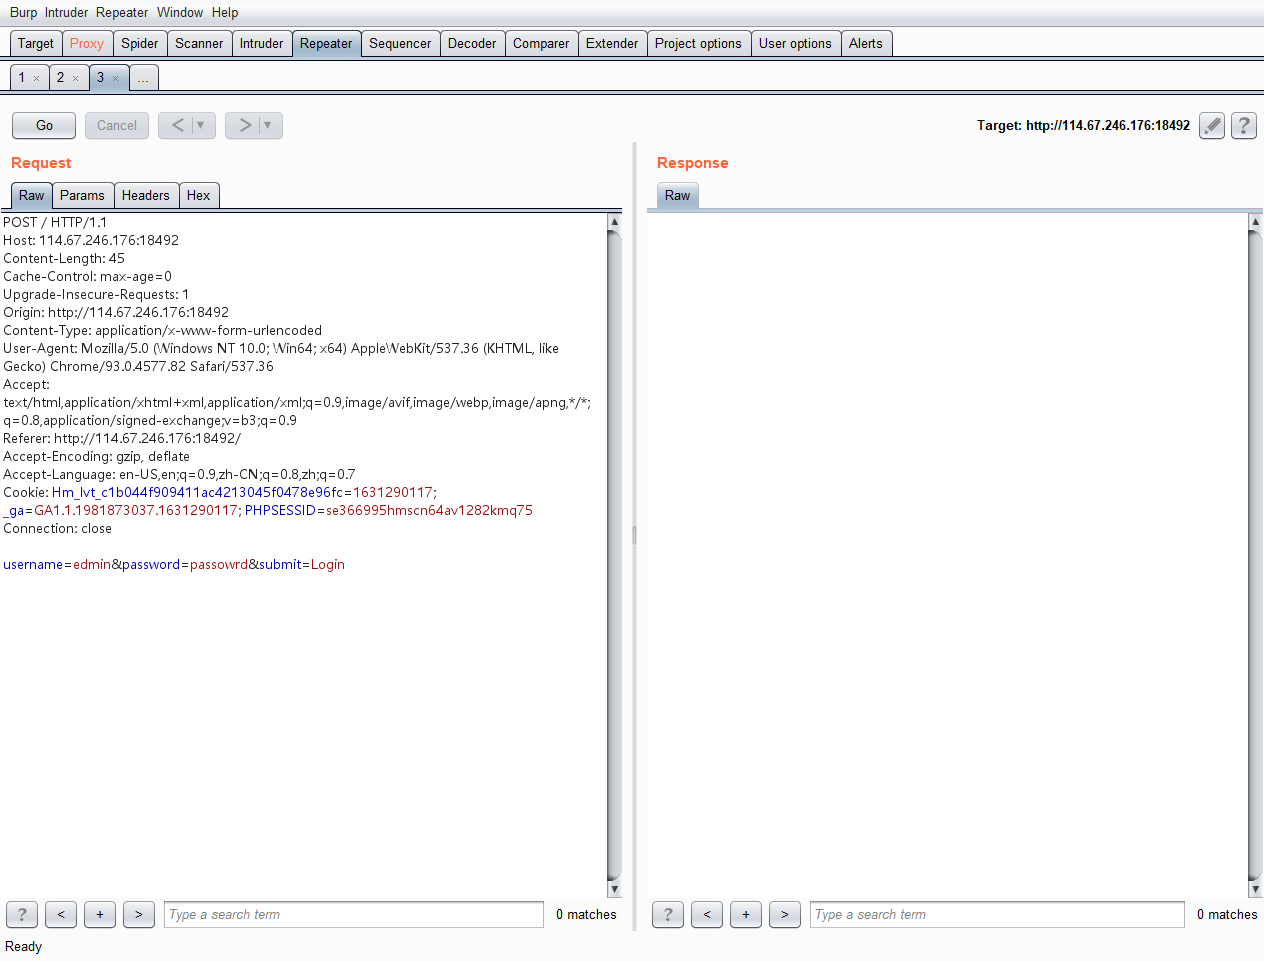 Burp Intruder Repeater Window Help
Target Proxy Spider Scanner Intruder Repeater Sequencer Decoder Comparer Extender Project options User options Alerts
1 × 2 × 3 × ...
Go Cancel < > Target: http://114.67.246.176:18492 ?
Request
Raw Params Headers Hex
POST / HTTP/1.1
Host: 114.67.246.176:18492
Content-Length: 45
Cache-Control: max-age=0
Upgrade-Insecure-Requests: 1
Origin: http://114.67.246.176:18492
Content-Type: application/x-www-form-urlencoded
User-Agent: Mozilla/5.0 (Windows NT 10.0; Win64; x64) AppleWebKit/537.36 (KHTML, like
Gecko) Chrome/93.0.4577.82 Safari/537.36
Accept:
text/html,application/xhtml+xml,application/xml;q=0.9,image/avif,image/webp,image/apng,*/*;
q=0.8,application/signed-exchange;v=b3;q=0.9
Referer: http://114.67.246.176:18492/
Accept-Encoding: gzip, deflate
Accept-Language: en-US,en;q=0.9,zh-CN;q=0.8,zh;q=0.7
Cookie: Hm_lvt_c1b044f909411ac4213045f0478e96fc=1631290117;
_ga=GA1.1.1981873037.1631290117; PHPSESSID=se366995hmscn64av1282kmq75
Connection: close
username=edmin&password=passowrd&submit=Login
? < + > Type a search term 0 matches
Response
Raw
? < + > Type a search term 0 matches
Ready